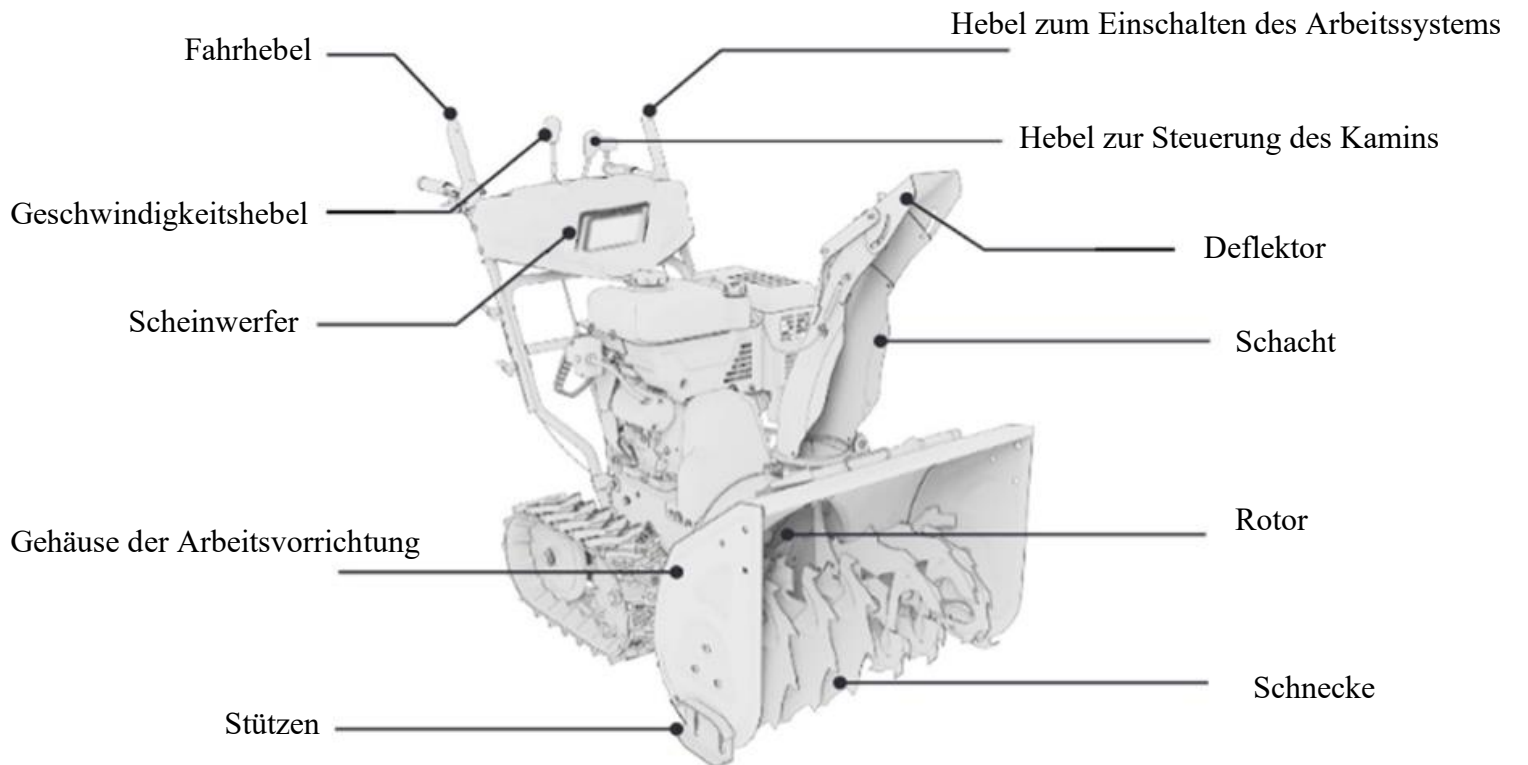 Hebel zum Einschalten des Arbeitssystems
Fahrhebel
Hebel zur Steuerung des Kamins
Geschwindigkeitshebel
Deflektor
Scheinwerfer
Schacht
Rotor
Gehäuse der Arbeitsvorrichtung
Schnecke
Stützen